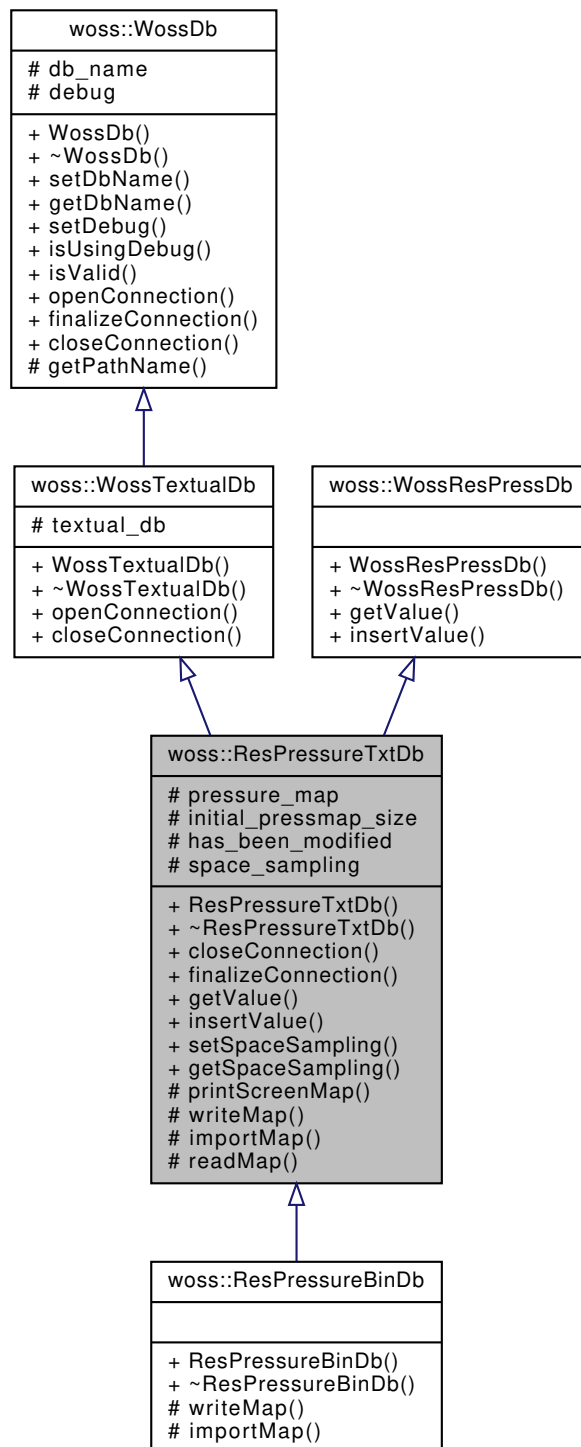 woss::WossDb
# db_name
# debug
+ WossDb()
+ ~WossDb()
+ setDbName()
+ getDbName()
+ setDebug()
+ isUsingDebug()
+ isValid()
+ openConnection()
+ finalizeConnection()
+ closeConnection()
# getPathName()
woss::WossTextualDb
# textual_db
+ WossTextualDb()
+ ~WossTextualDb()
+ openConnection()
+ closeConnection()
woss::WossResPressDb
+ WossResPressDb()
+ ~WossResPressDb()
+ getValue()
+ insertValue()
woss::ResPressureTxtDb
# pressure_map
# initial_pressmap_size
# has_been_modified
# space_sampling
+ ResPressureTxtDb()
+ ~ResPressureTxtDb()
+ closeConnection()
+ finalizeConnection()
+ getValue()
+ insertValue()
+ setSpaceSampling()
+ getSpaceSampling()
# printScreenMap()
# writeMap()
# importMap()
# readMap()
woss::ResPressureBinDb
+ ResPressureBinDb()
+ ~ResPressureBinDb()
# writeMap()
# importMap()